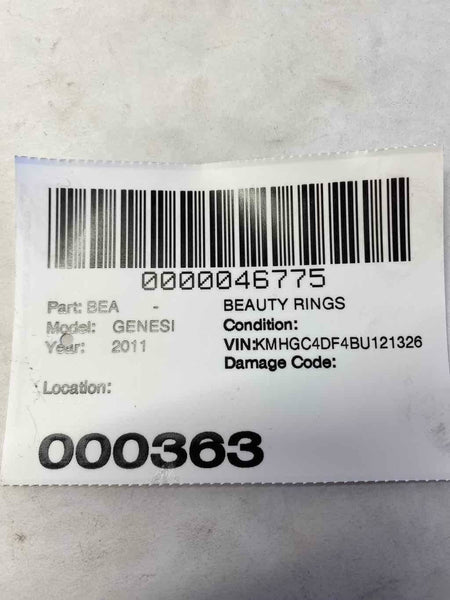 0000046775
Part: BEA - BEAUTY RINGS
Model: GENESI Condition:
Year: 2011 VIN:KMHGC4DF4BU121326
Damage Code:
Location:
000363